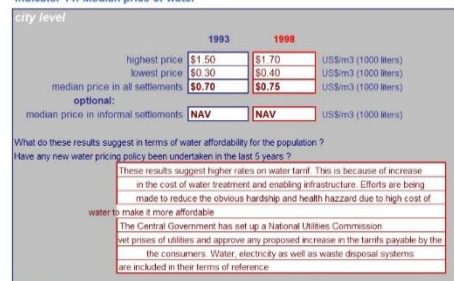 Indicator 11: Median price of water
city level
1993 1998
highest price $1.50 $1.70 US$/m3 (1000 liters)
lowest price $0.30 $0.40 US$/m3 (1000 liters)
median price in all settlements $0.70 $0.75 US$/m3 (1000 liters)
optional:
median price in informal settlements NAV NAV US$/m3 (1000 liters)
What do these results suggest in terms of water affordability for the population ?
Have any new water pricing policy been undertaken in the last 5 years ?
These results suggest higher rates on water tarrif. This is because of increase
in the cost of water treatment and enabling infrastructure. Efforts are being
made to reduce the obvious hardship and health hazzard due to high cost of
water to make it more affordable
The Central Government has set up a National Utilities Commission
vet prises of utilities and approve any proposed increase in the tarrifs payable by the
the consumers. Water, electricity as well as waste disposal systems
are included in their terms of reference